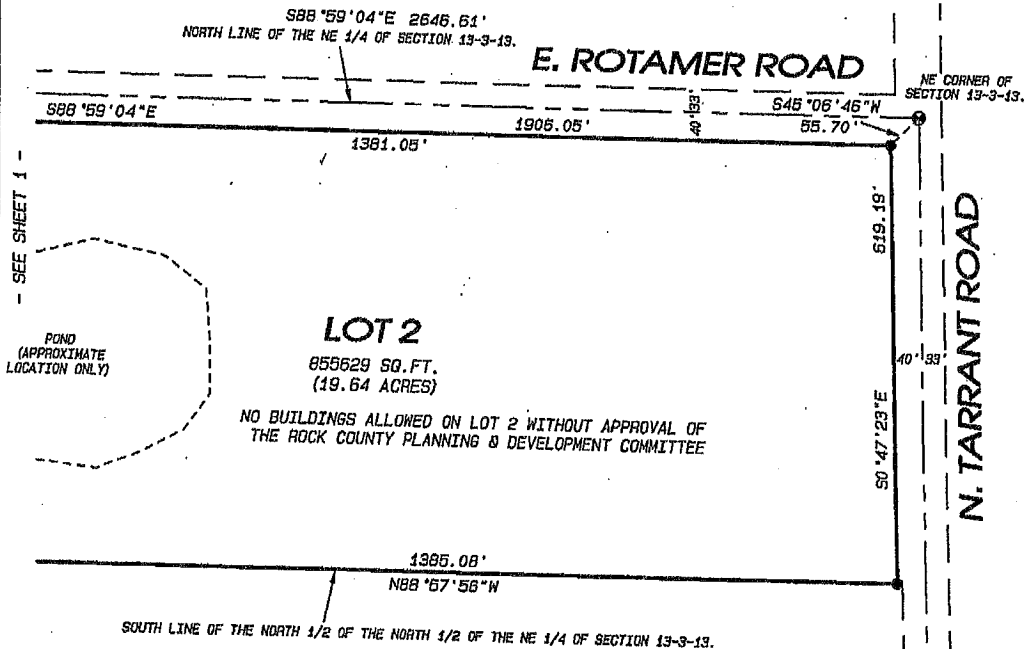 S88°59'04"E 2646.61'
NORTH LINE OF THE NE 1/4 OF SECTION 13-3-13.
E. ROTAMER ROAD
NE CORNER OF
SECTION 13-3-13.
S88°59'04"E
1906.05'
40' 33'
S45°06'46"W
55.70'
1381.05'
- SEE SHEET 1 -
619.19'
N. TARRANT ROAD
LOT 2
855629 SQ.FT.
(19.64 ACRES)
POND
(APPROXIMATE
LOCATION ONLY)
40' 33'
NO BUILDINGS ALLOWED ON LOT 2 WITHOUT APPROVAL OF
THE ROCK COUNTY PLANNING & DEVELOPMENT COMMITTEE
S0°47'23"E
1385.08'
N88°57'56"W
SOUTH LINE OF THE NORTH 1/2 OF THE NORTH 1/2 OF THE NE 1/4 OF SECTION 13-3-13.